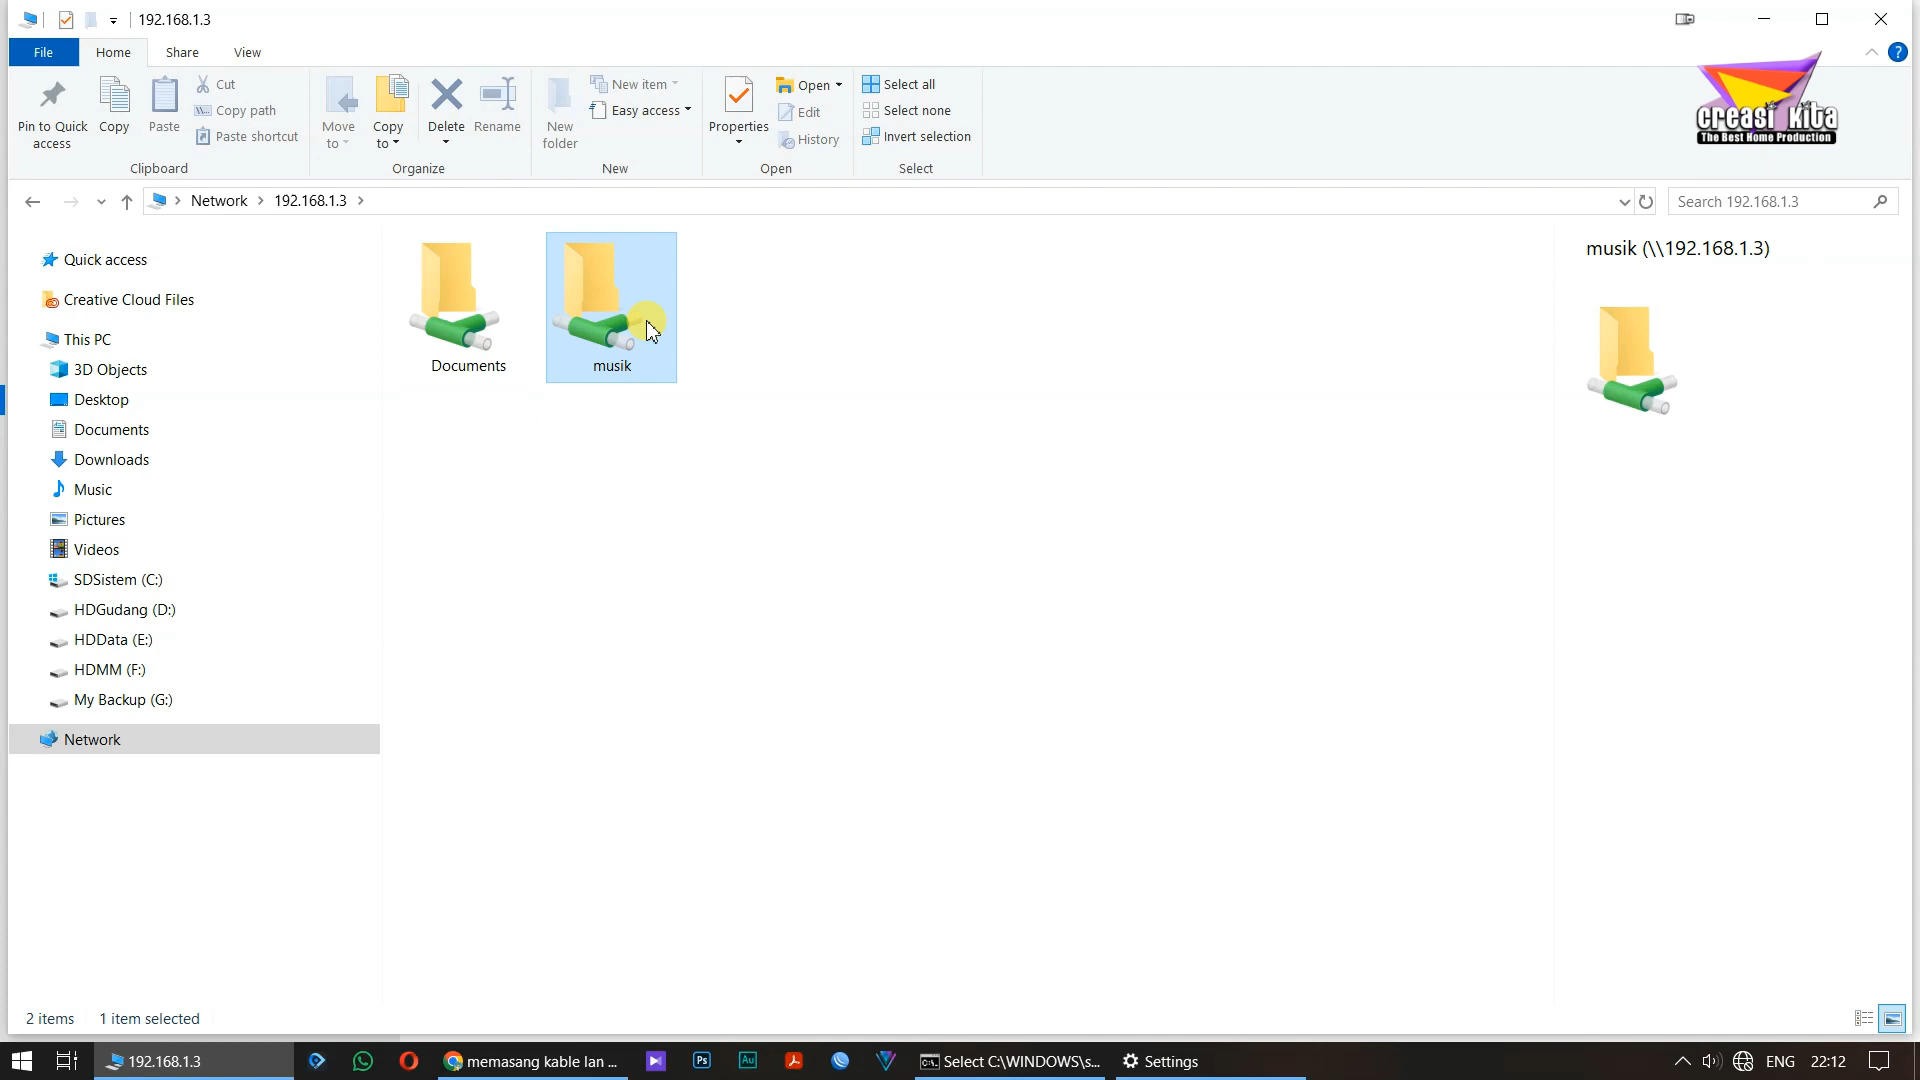 192.168.1.3
File
Home
Share
View
?
Pin to Quick
access
Copy
Paste
Cut
Copy path
Paste shortcut
Clipboard
Move
to
Copy
to
Delete
Rename
Organize
New
folder
New item
Easy access
New
Properties
Open
Edit
History
Open
Select all
Select none
Invert selection
Select
creasi kita
The Best Home Production
Network
192.168.1.3
Search 192.168.1.3
Quick access
Creative Cloud Files
This PC
3D Objects
Desktop
Documents
Downloads
Music
Pictures
Videos
SDSistem (C:)
HDGudang (D:)
HDData (E:)
HDMM (F:)
My Backup (G:)
Network
Documents
musik
musik (\\192.168.1.3)
2 items
1 item selected
192.168.1.3
memasang kable lan ...
Ps
Au
Select C:\WINDOWS\s...
Settings
ENG
22:12